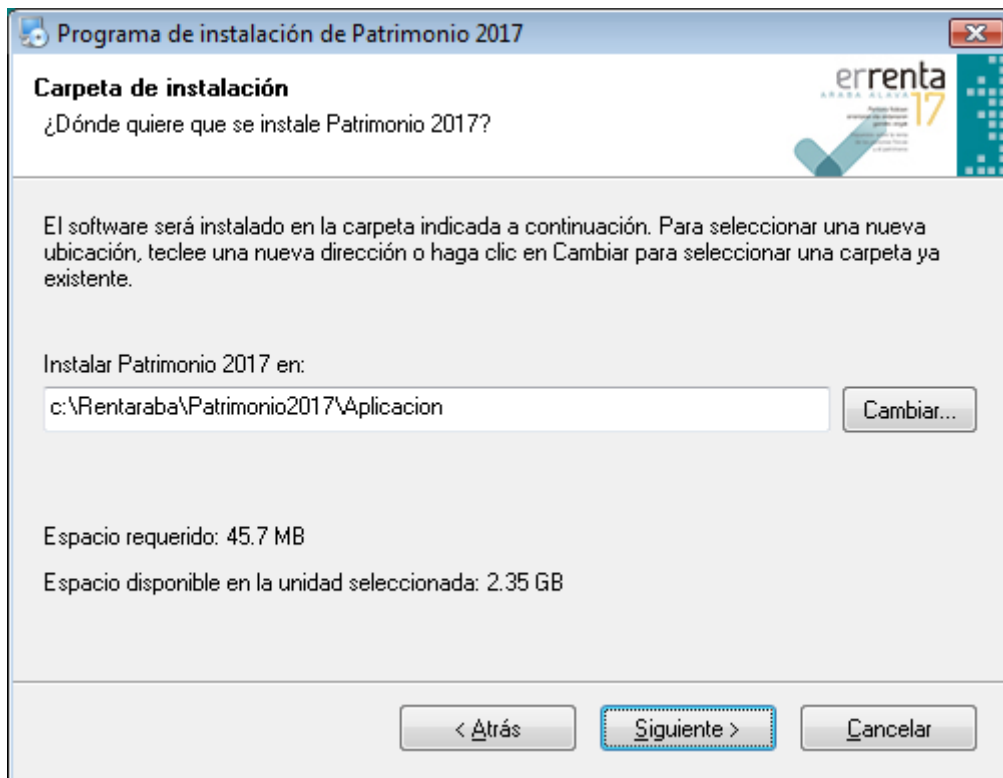 Programa de instalación de Patrimonio 2017
Carpeta de instalación
¿Dónde quiere que se instale Patrimonio 2017?
errenta
ARABA ALAVA
17
El software será instalado en la carpeta indicada a continuación. Para seleccionar una nueva
ubicación, teclee una nueva dirección o haga clic en Cambiar para seleccionar una carpeta ya
existente.
Instalar Patrimonio 2017 en:
c:\Rentaraba\Patrimonio2017\Aplicacion
Cambiar...
Espacio requerido: 45.7 MB
Espacio disponible en la unidad seleccionada: 2.35 GB
< Atrás
Siguiente >
Cancelar